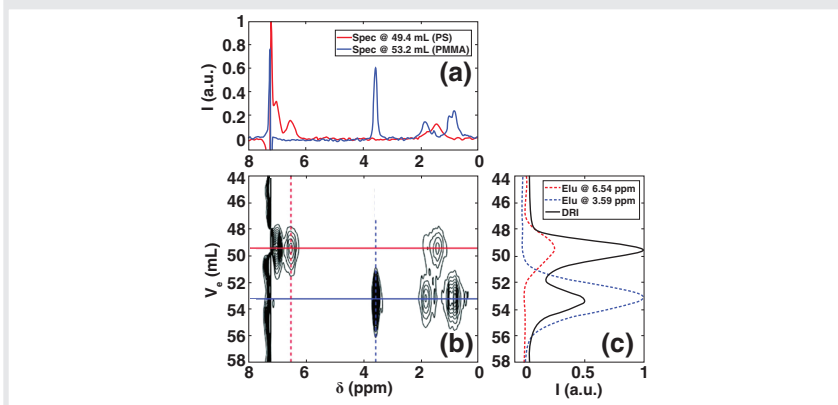 1
Spec @ 49.4 mL (PS)
Spec @ 53.2 mL (PMMA)
0.8
(a)
0.6
0.4
0.2
0
I (a.u.)
8 6 4 2 0
44
46
48
50
52
54
56
58
V_e (mL)
(b)
8 6 4 2 0
δ (ppm)
Elu @ 6.54 ppm
Elu @ 3.59 ppm
DRI
44
46
48
50
52
54
56
58
(c)
0 0.5 1
I (a.u.)